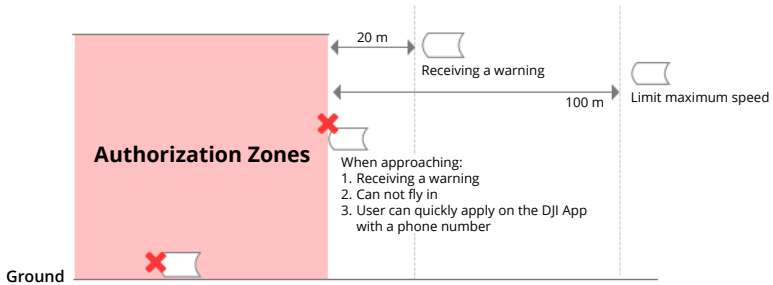 20 m
Receiving a warning
100 m
Limit maximum speed
Authorization Zones
When approaching:
1. Receiving a warning
2. Can not fly in
3. User can quickly apply on the DJI App
with a phone number
Ground